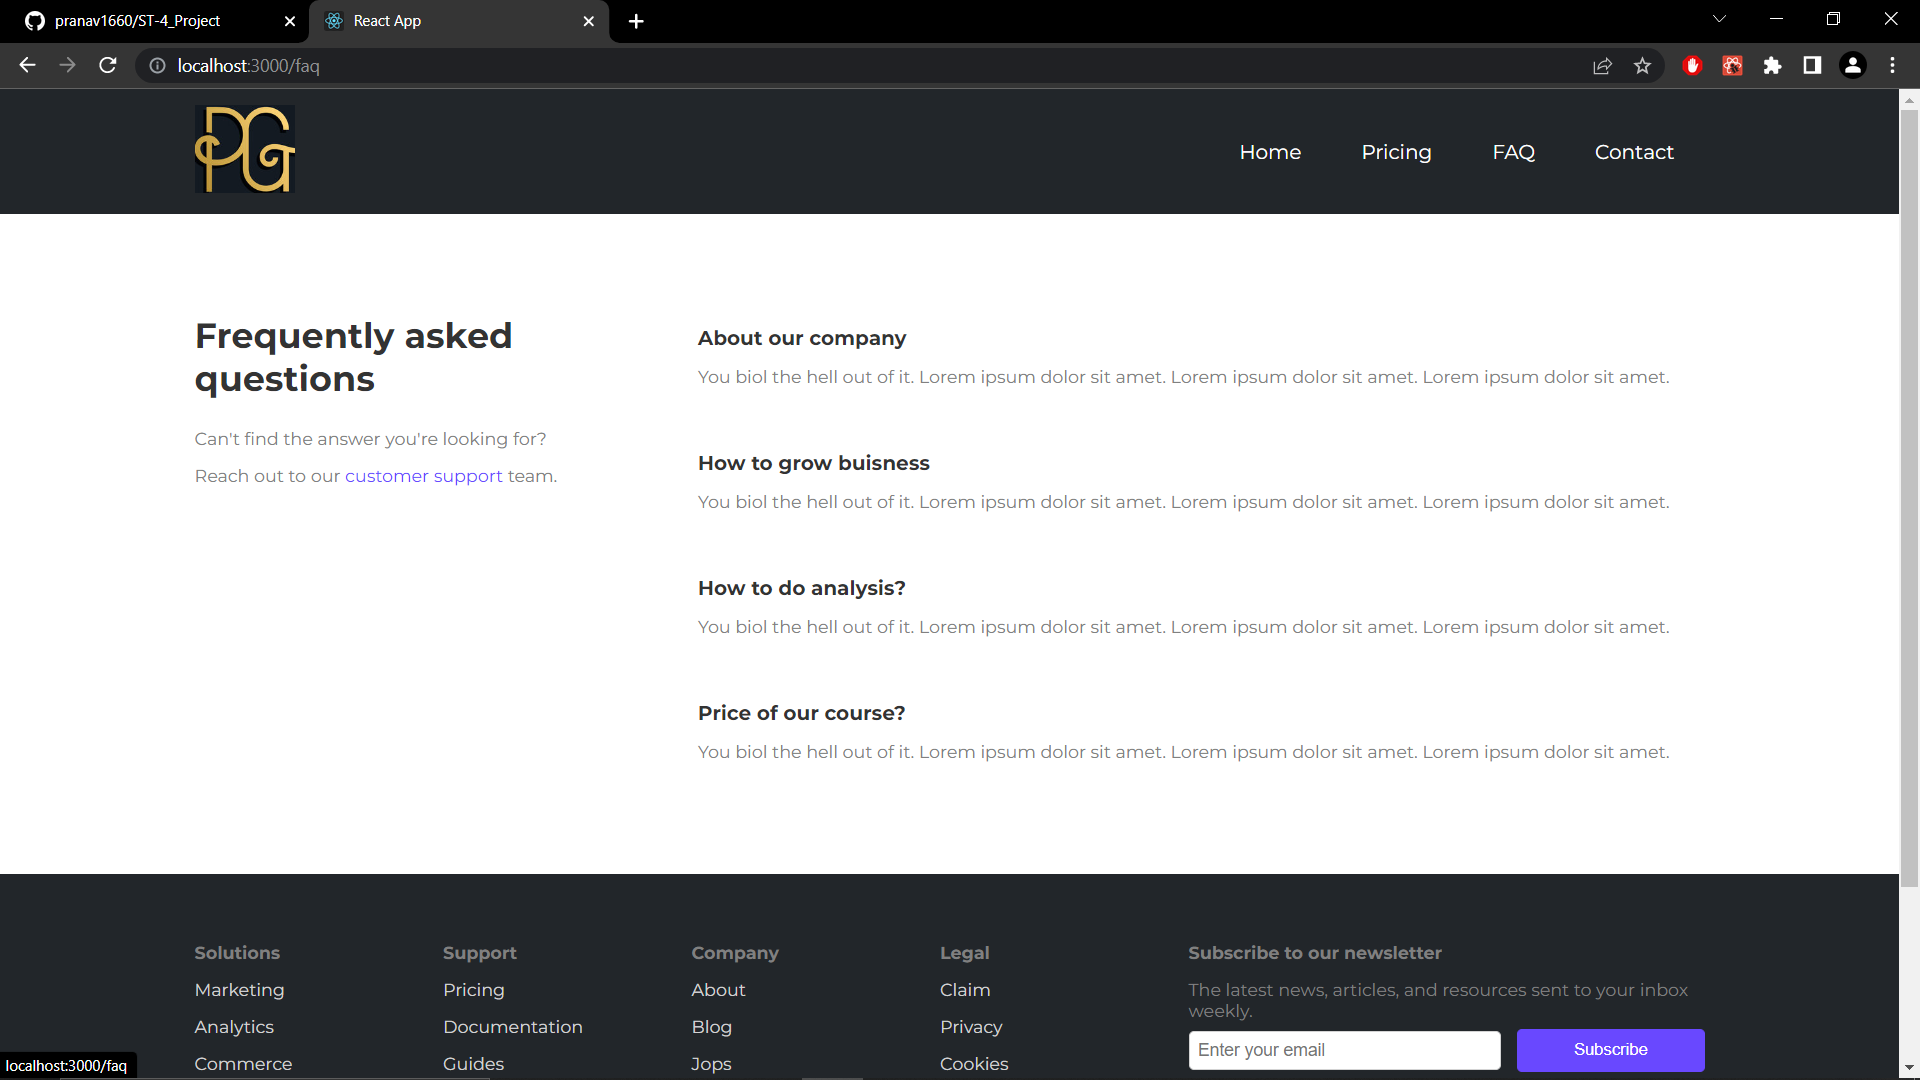 pranav1660/ST-4_Project
React App
localhost:3000/faq
PG
Home Pricing FAQ Contact
Frequently asked
questions
Can't find the answer you're looking for?
Reach out to our customer support team.
About our company
You biol the hell out of it. Lorem ipsum dolor sit amet. Lorem ipsum dolor sit amet. Lorem ipsum dolor sit amet.
How to grow buisness
You biol the hell out of it. Lorem ipsum dolor sit amet. Lorem ipsum dolor sit amet. Lorem ipsum dolor sit amet.
How to do analysis?
You biol the hell out of it. Lorem ipsum dolor sit amet. Lorem ipsum dolor sit amet. Lorem ipsum dolor sit amet.
Price of our course?
You biol the hell out of it. Lorem ipsum dolor sit amet. Lorem ipsum dolor sit amet. Lorem ipsum dolor sit amet.
Solutions
Marketing
Analytics
Commerce
Support
Pricing
Documentation
Guides
Company
About
Blog
Jops
Legal
Claim
Privacy
Cookies
Subscribe to our newsletter
The latest news, articles, and resources sent to your inbox
weekly.
Enter your email
Subscribe
localhost:3000/faq